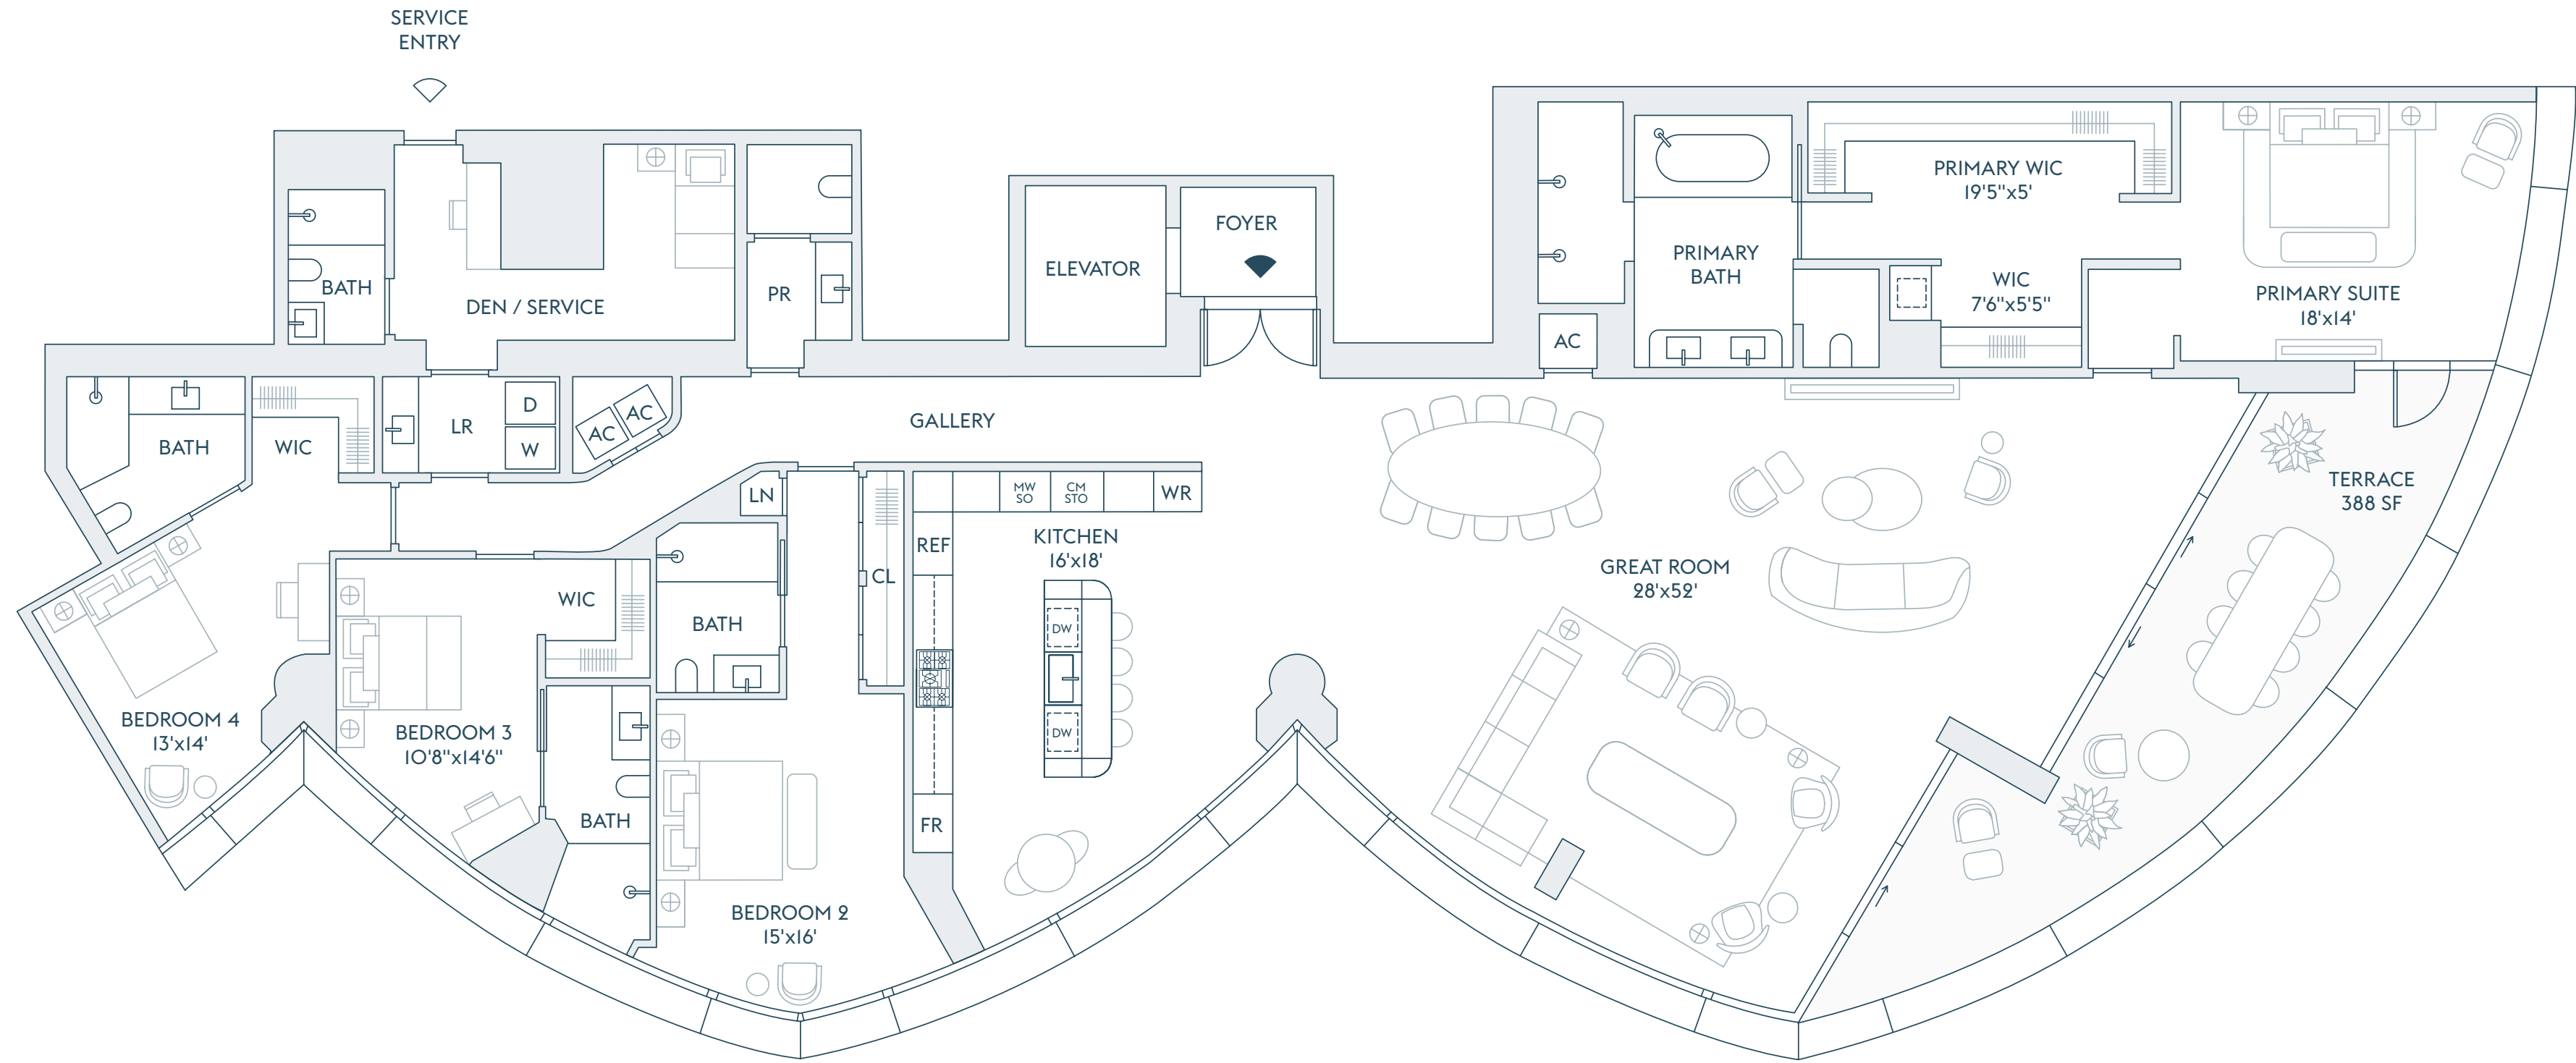 SERVICE
ENTRY
BATH
DEN / SERVICE
PR
ELEVATOR
FOYER
AC
PRIMARY
BATH
PRIMARY WIC
19'5"x5'
WIC
7'6"x5'5"
PRIMARY SUITE
18'x14'
BATH
WIC
LR
D
W
AC
AC
GALLERY
LN
CL
MW
SO
CM
STO
WR
REF
KITCHEN
16'x18'
DW
DW
FR
GREAT ROOM
28'x52'
TERRACE
388 SF
BEDROOM 4
13'x14'
WIC
BATH
BEDROOM 3
10'8"x14'6"
BATH
BEDROOM 2
15'x16'